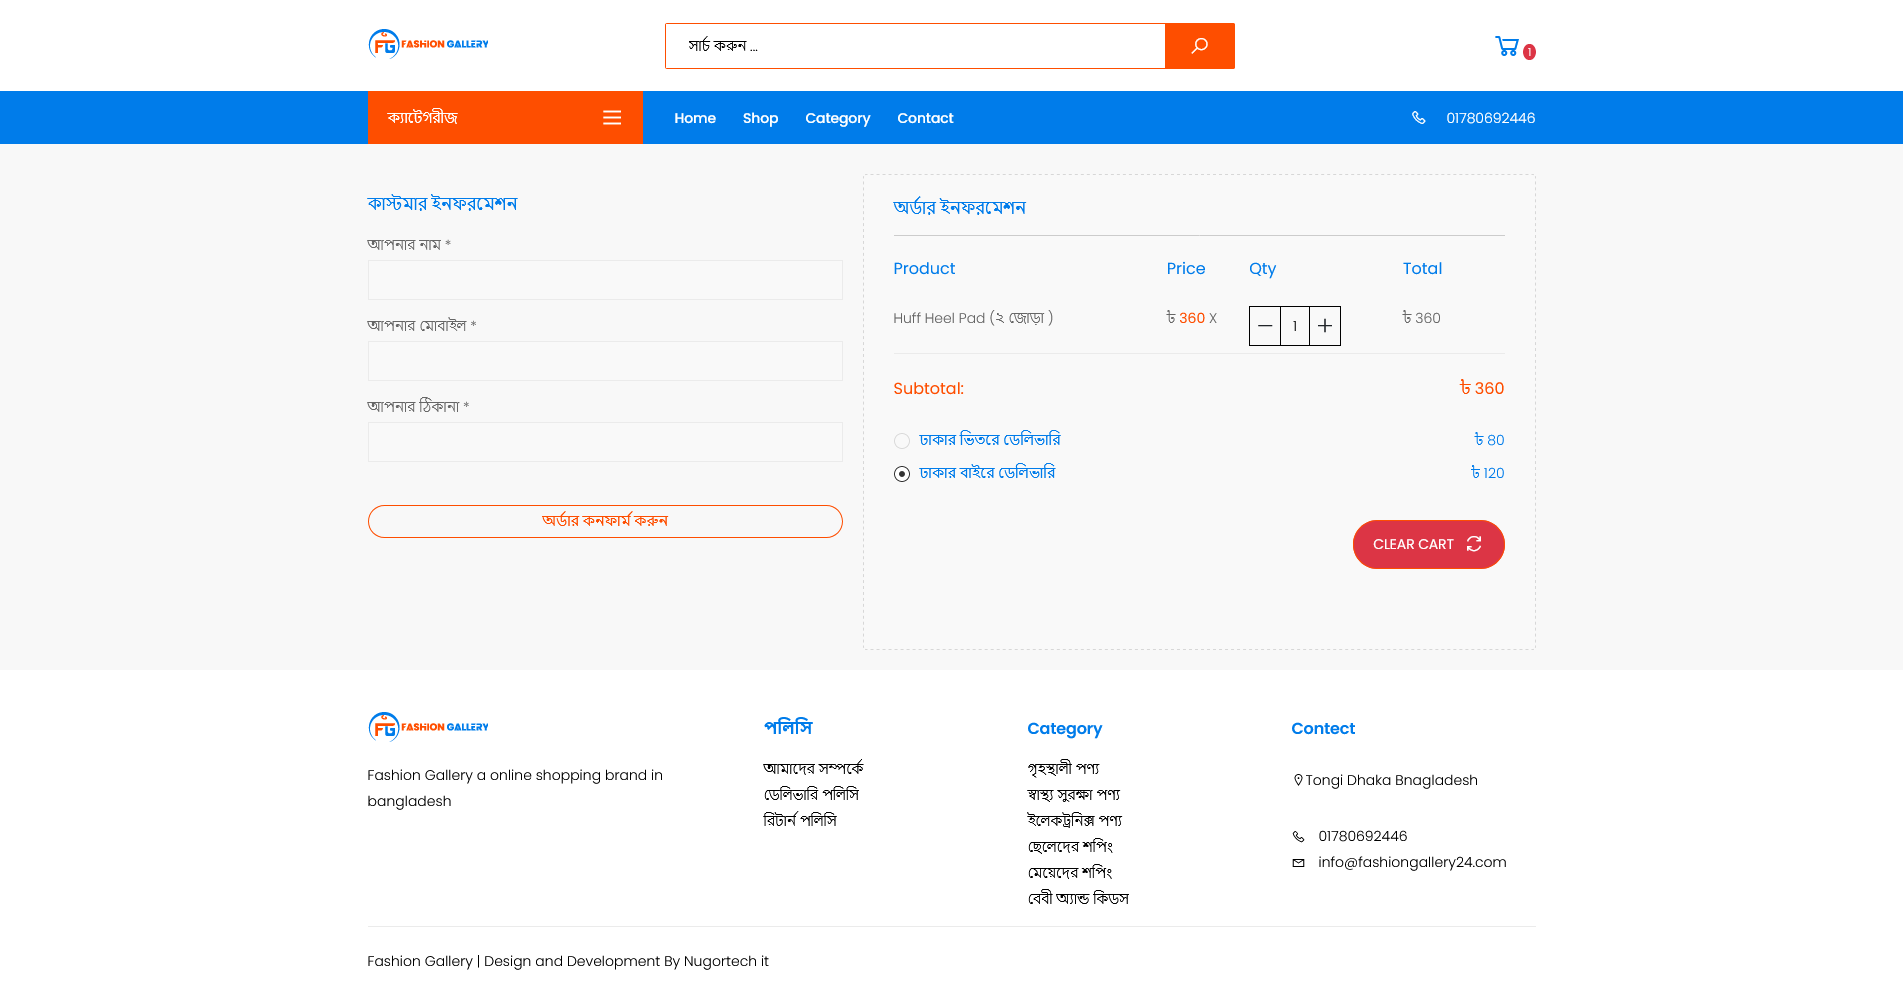 FG FASHION GALLERY
সার্চ করুন ...
1
ক্যাটেগরীজ
Home Shop Category Contact
01780692446
কাস্টমার ইনফরমেশন
আপনার নাম *
আপনার মোবাইল *
আপনার ঠিকানা *
অর্ডার কনফার্ম করুন
অর্ডার ইনফরমেশন
Product Price Qty Total
Huff Heel Pad (২ জোড়া ) ৳ 360 X 1 ৳ 360
Subtotal: ৳ 360
ঢাকার ভিতরে ডেলিভারি ৳ 80
ঢাকার বাইরে ডেলিভারি ৳ 120
CLEAR CART
FG FASHION GALLERY
Fashion Gallery a online shopping brand in
bangladesh
পলিসি
আমাদের সম্পর্কে
ডেলিভারি পলিসি
রিটার্ন পলিসি
Category
গৃহস্থালী পণ্য
স্বাস্থ্য সুরক্ষা পণ্য
ইলেকট্রনিক্স পণ্য
ছেলেদের শপিং
মেয়েদের শপিং
বেবী অ্যান্ড কিডস
Contect
Tongi Dhaka Bnagladesh
01780692446
info@fashiongallery24.com
Fashion Gallery | Design and Development By Nugortech it